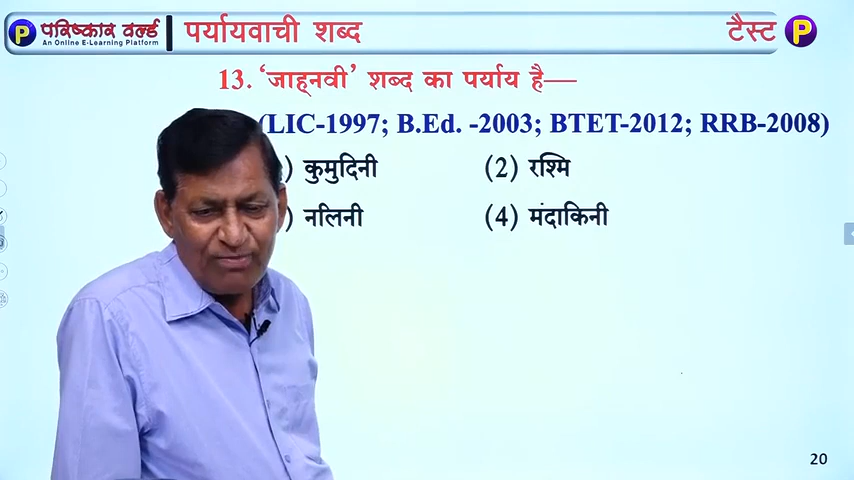 P परिष्कार वर्ल्ड
An Online E-Learning Platform
पर्यायवाची शब्द
टैस्ट P
13. ‘जाह्नवी’ शब्द का पर्याय है—
(LIC-1997; B.Ed. -2003; BTET-2012; RRB-2008)
) कुमुदिनी (2) रश्मि
) नलिनी (4) मंदाकिनी
20